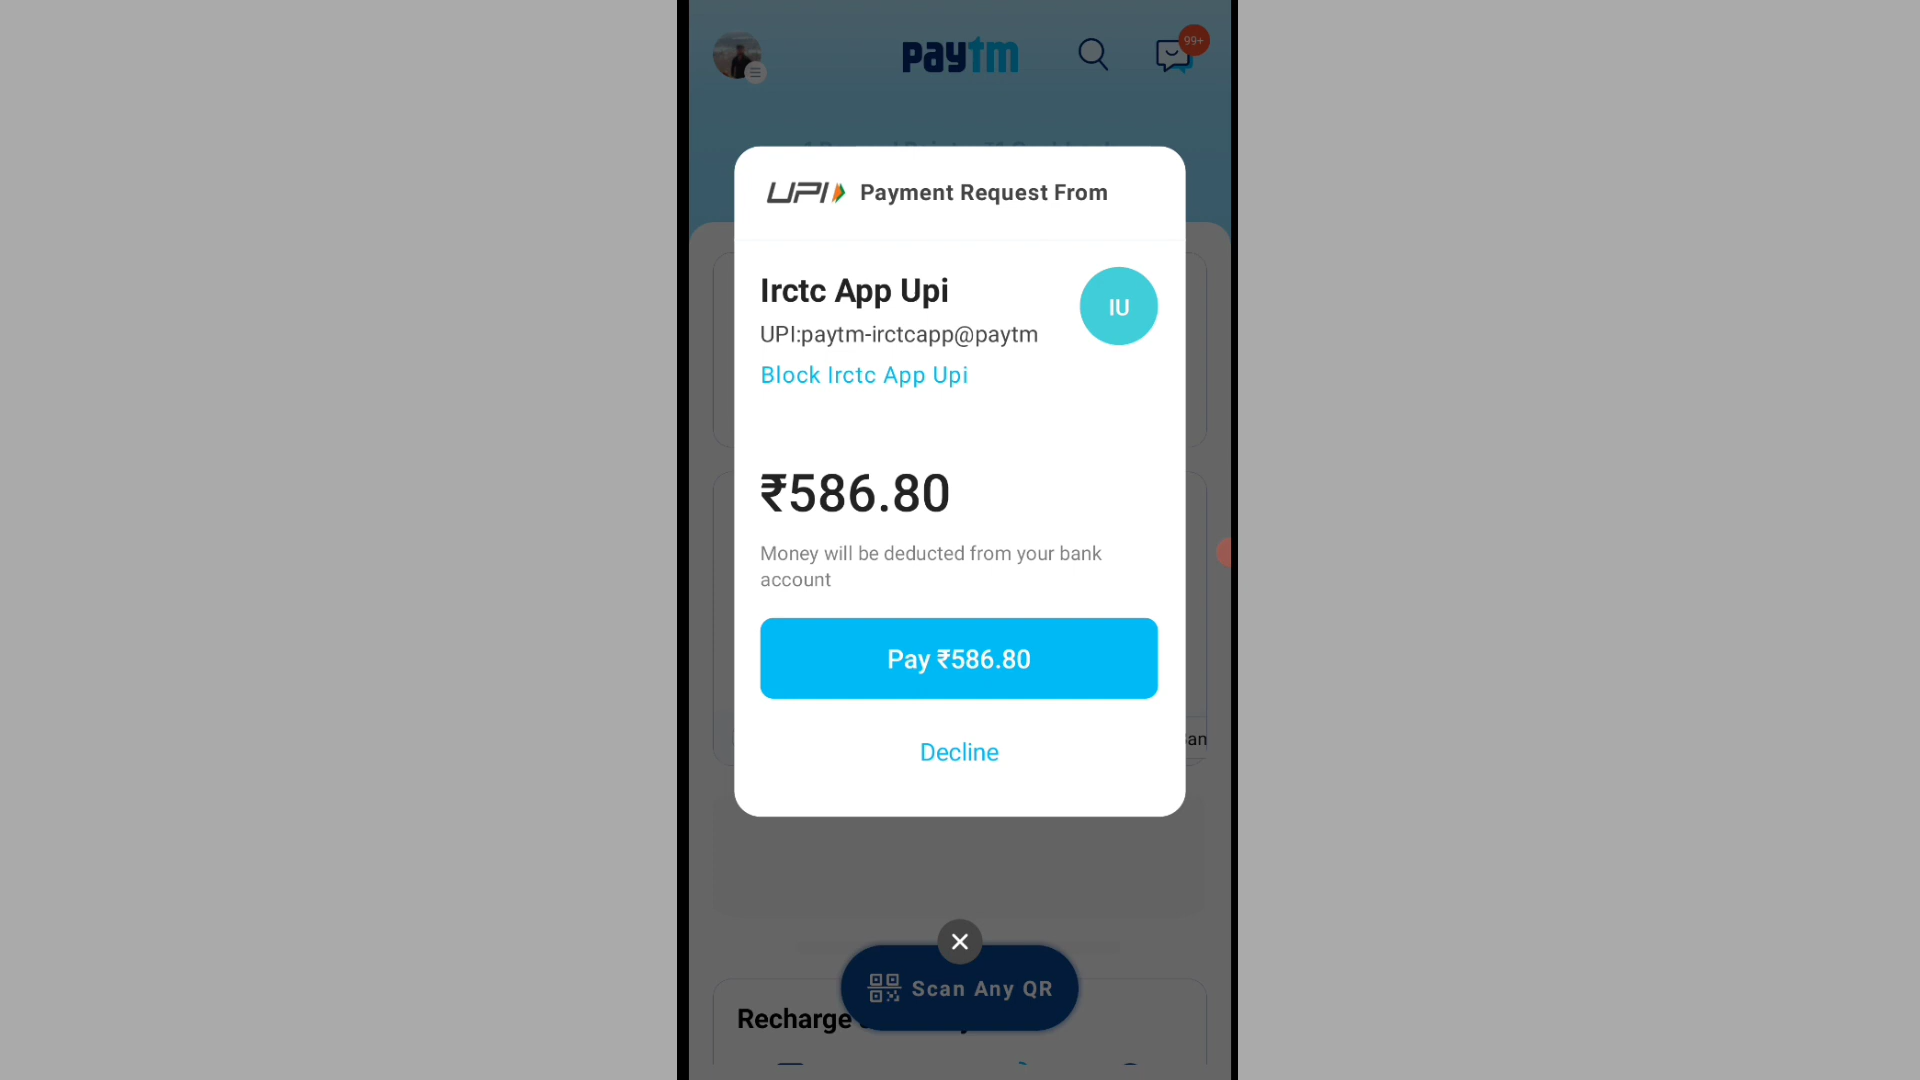 paytm
99+
UPI Payment Request From
Irctc App Upi
IU
UPI:paytm-irctcapp@paytm
Block Irctc App Upi
₹586.80
Money will be deducted from your bank
account
Pay ₹586.80
Decline
Scan Any QR
Recharge